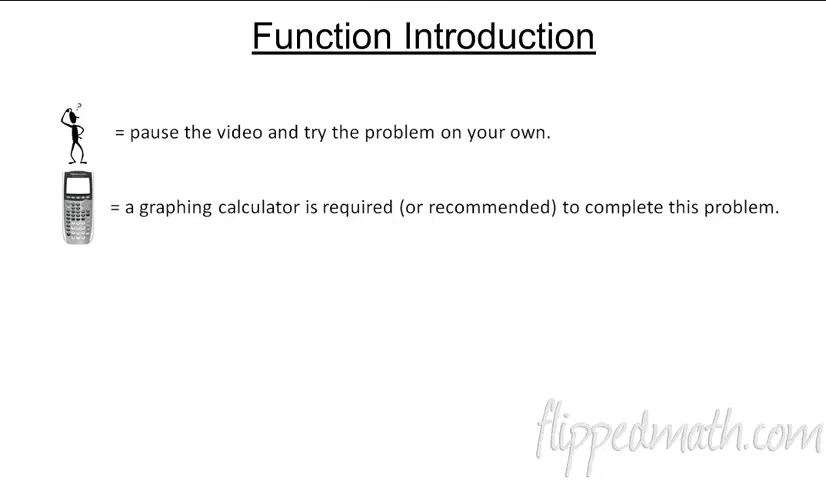 Function Introduction
?
= pause the video and try the problem on your own.
= a graphing calculator is required (or recommended) to complete this problem.
flippedmath.com